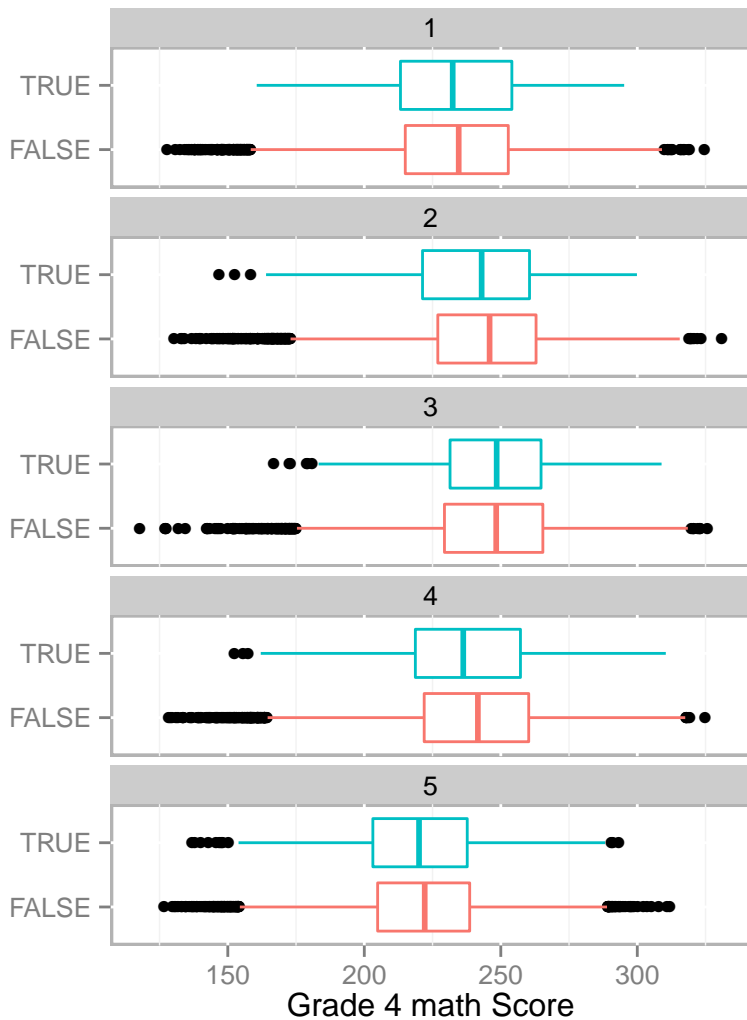 1
TRUE
FALSE
2
TRUE
FALSE
3
TRUE
FALSE
4
TRUE
FALSE
5
TRUE
FALSE
150 200 250 300
Grade 4 math Score